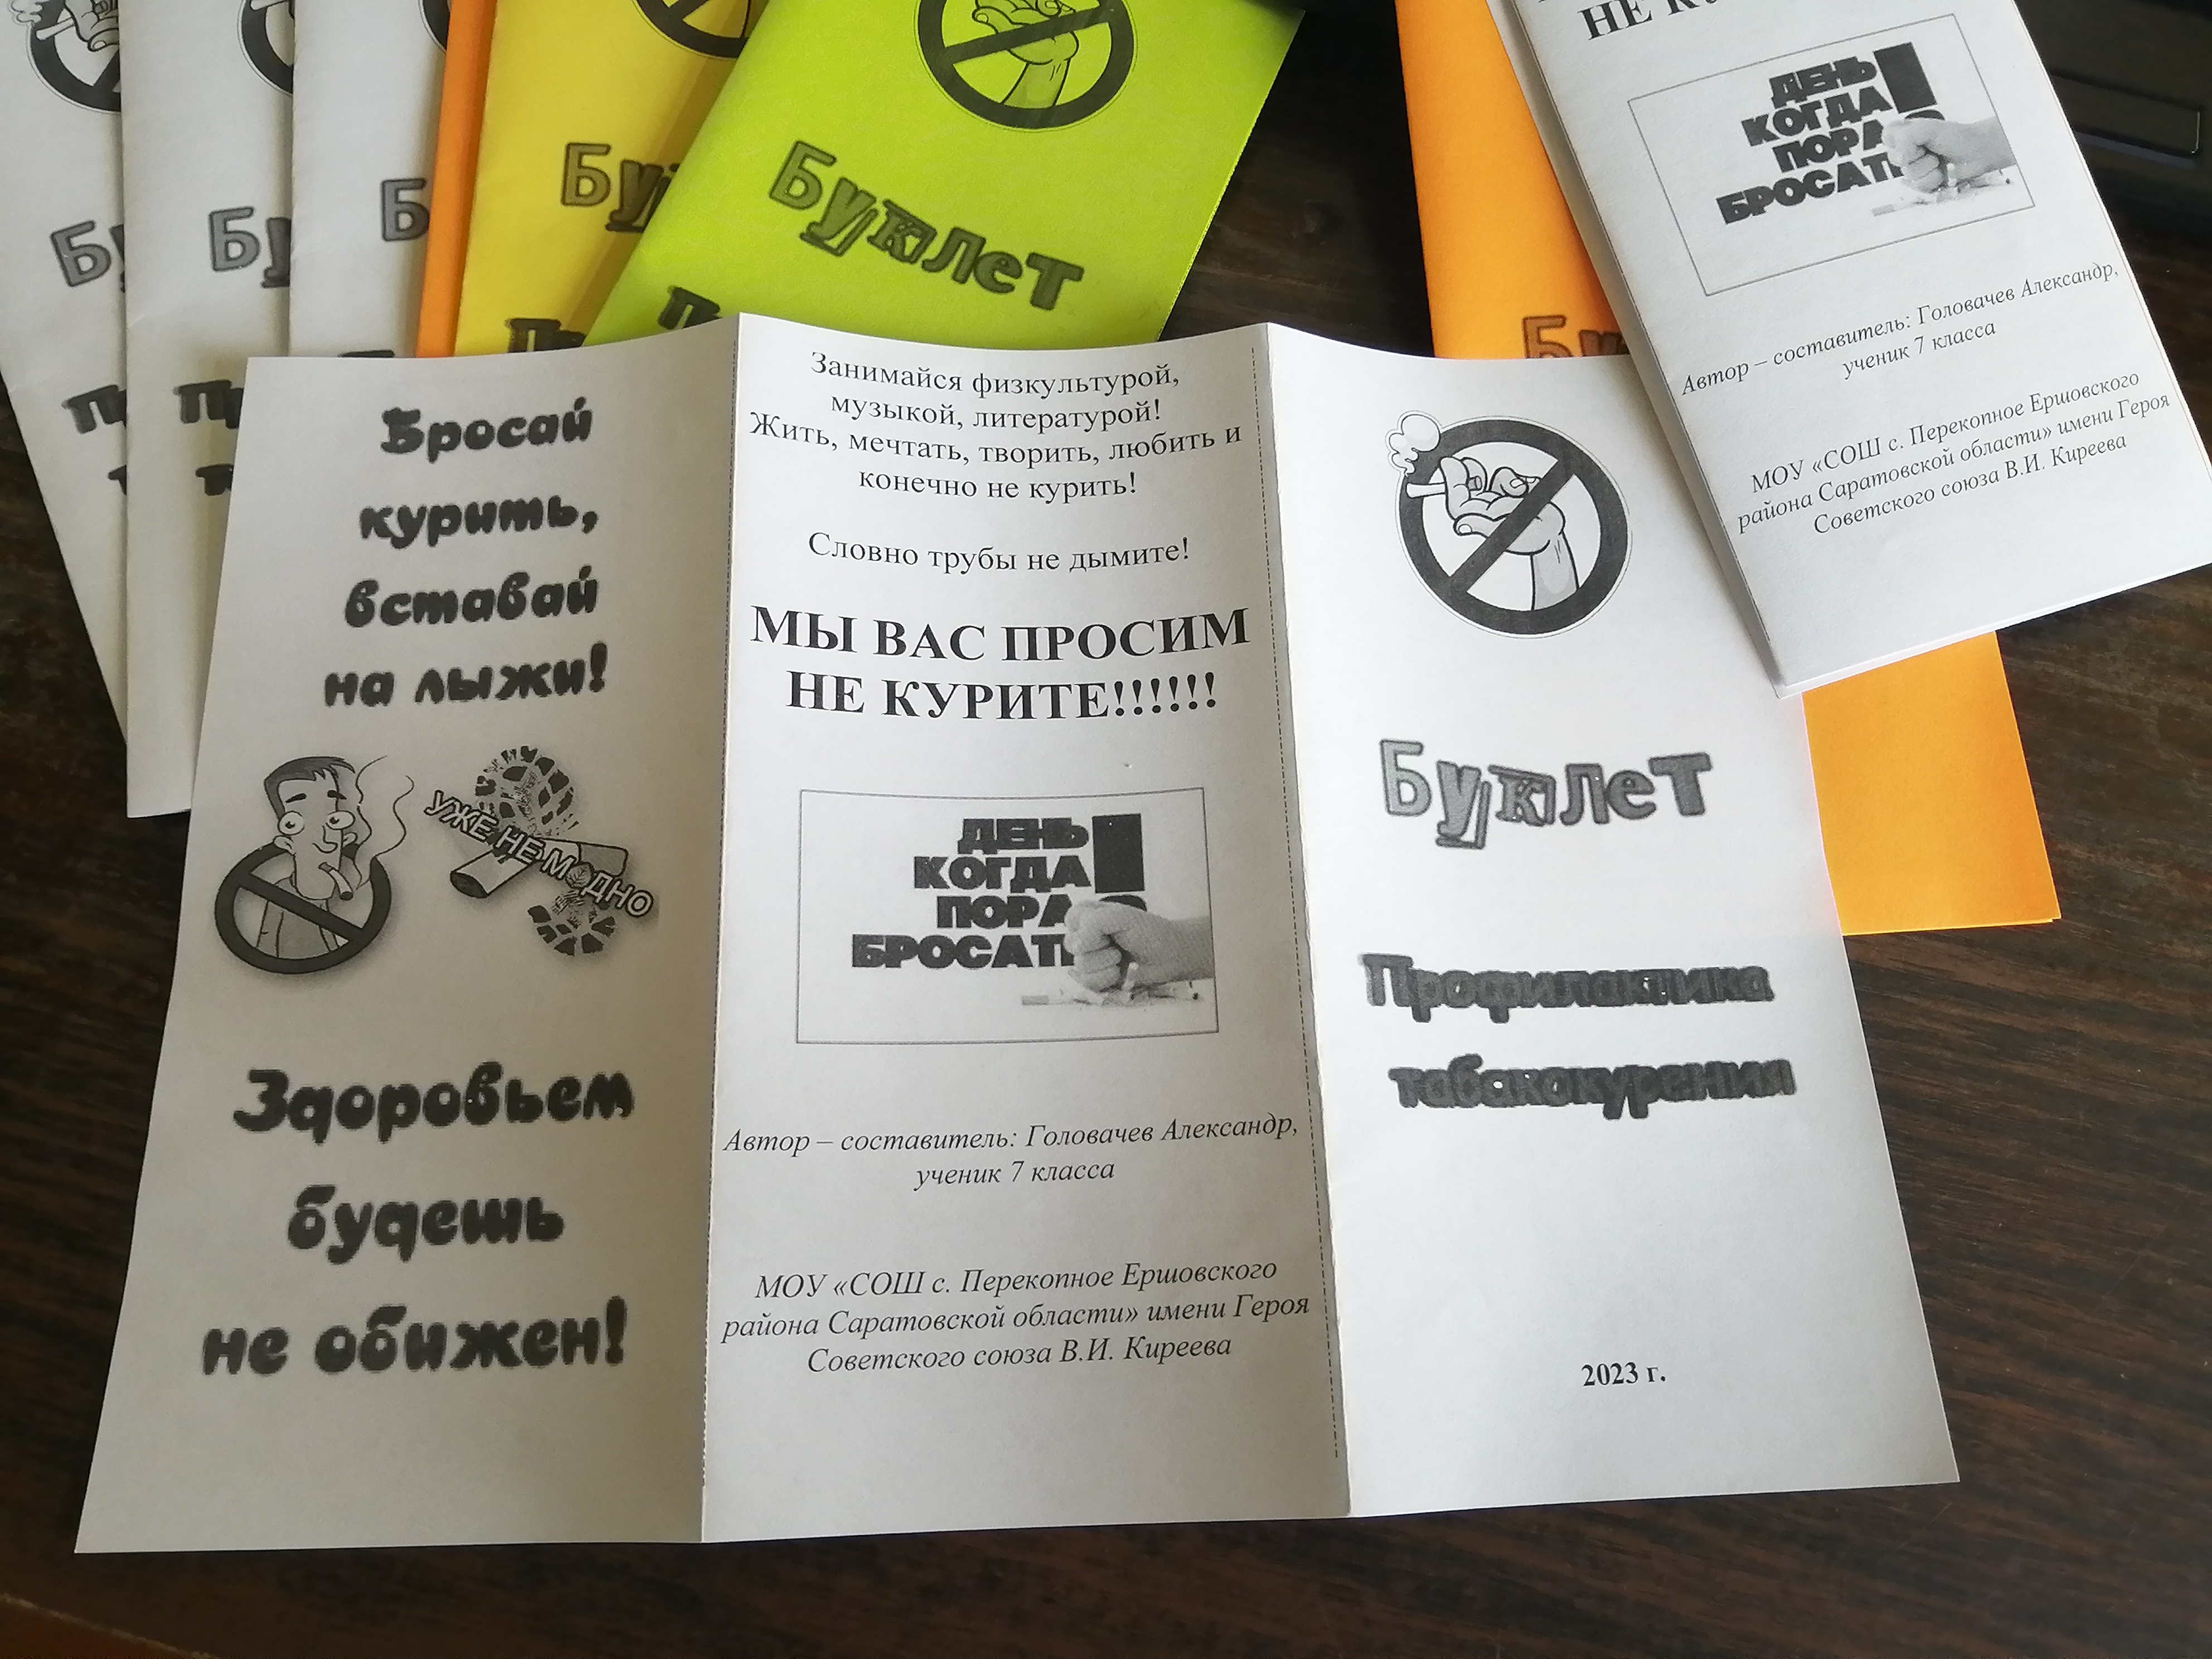 Букле
Букле
Буклет
НЕ К
ДЕНЬ
КОГДА
ПОРА
БРОСАТЬ!
Автор – составитель: Головачев Александр,
ученик 7 класса
МОУ «СОШ с. Перекопное Ершовского
района Саратовской области» имени Героя
Советского союза В.И. Киреева
Бросай
курить,
вставай
на лыжи!
УЖЕ НЕ МОДНО
Здоровьем
будешь
не обижен!
Занимайся физкультурой,
музыкой, литературой!
Жить, мечтать, творить, любить и
конечно не курить!
Словно трубы не дымите!
МЫ ВАС ПРОСИМ
НЕ КУРИТЕ!!!!!!
ДЕНЬ
КОГДА
ПОРА
БРОСАТЬ!
Автор – составитель: Головачев Александр,
ученик 7 класса
МОУ «СОШ с. Перекопное Ершовского
района Саратовской области» имени Героя
Советского союза В.И. Киреева
Буклет
Профилактика
табакокурения
2023 г.